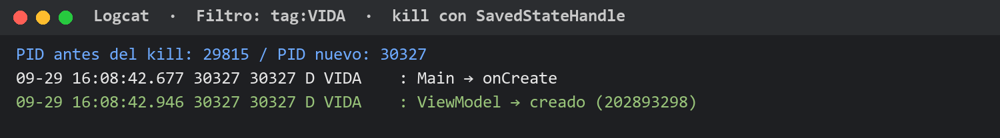 Logcat · Filtro: tag:VIDA · kill con SavedStateHandle
PID antes del kill: 29815 / PID nuevo: 30327
09-29 16:08:42.677 30327 30327 D VIDA    : Main → onCreate
09-29 16:08:42.946 30327 30327 D VIDA    : ViewModel → creado (202893298)